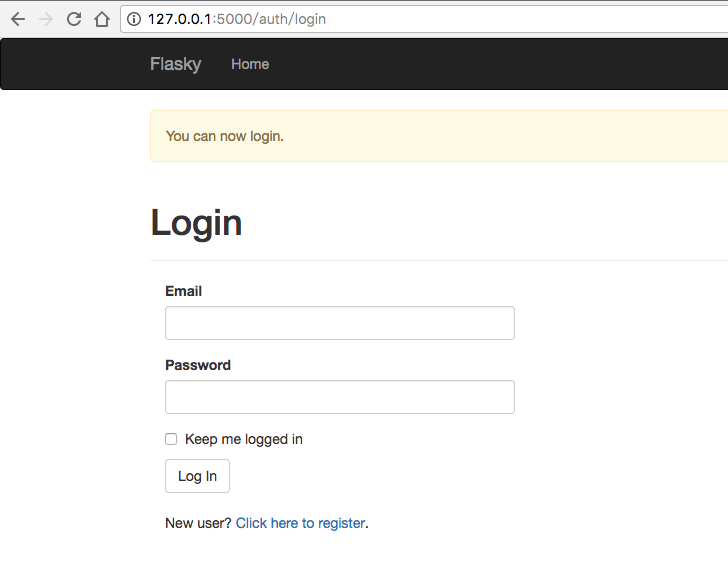 127.0.0.1:5000/auth/login
Flasky Home
You can now login.
Login
Email
Password
Keep me logged in
Log In
New user? Click here to register.